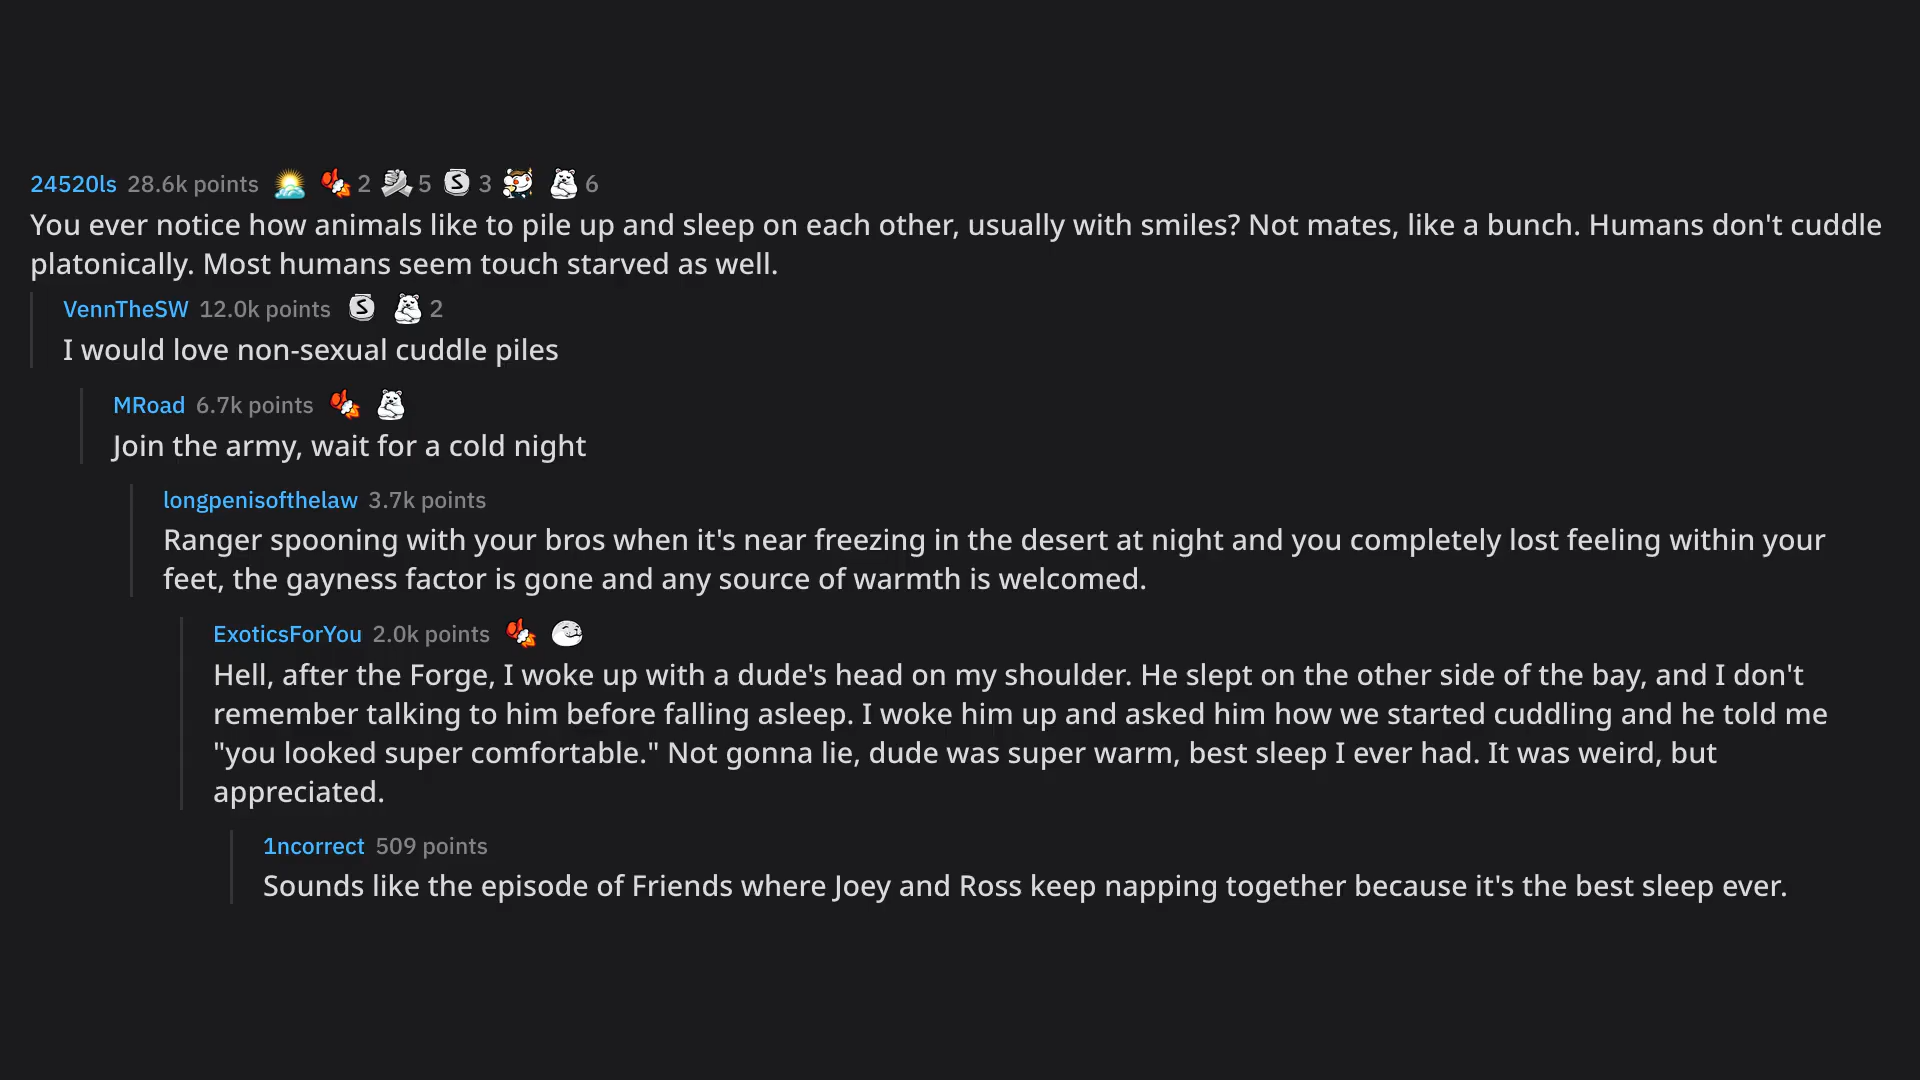 24520ls 28.6k points 2 5 S 3 6
You ever notice how animals like to pile up and sleep on each other, usually with smiles? Not mates, like a bunch. Humans don't cuddle
platonically. Most humans seem touch starved as well.
VennTheSW 12.0k points S 2
I would love non-sexual cuddle piles
MRoad 6.7k points
Join the army, wait for a cold night
longpenisofthelaw 3.7k points
Ranger spooning with your bros when it's near freezing in the desert at night and you completely lost feeling within your
feet, the gayness factor is gone and any source of warmth is welcomed.
ExoticsForYou 2.0k points
Hell, after the Forge, I woke up with a dude's head on my shoulder. He slept on the other side of the bay, and I don't
remember talking to him before falling asleep. I woke him up and asked him how we started cuddling and he told me
"you looked super comfortable." Not gonna lie, dude was super warm, best sleep I ever had. It was weird, but
appreciated.
1ncorrect 509 points
Sounds like the episode of Friends where Joey and Ross keep napping together because it's the best sleep ever.